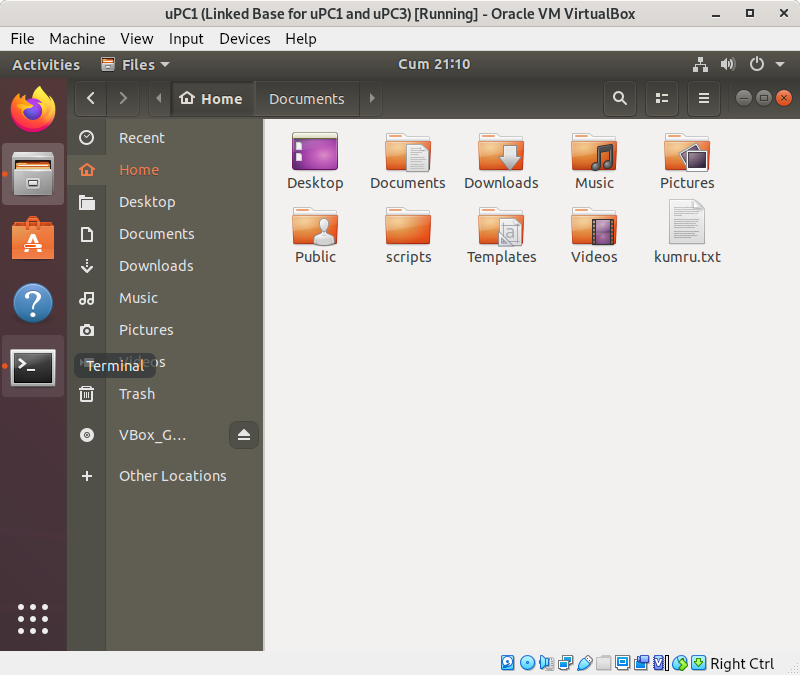 uPC1 (Linked Base for uPC1 and uPC3) [Running] - Oracle VM VirtualBox
File Machine View Input Devices Help
Activities Files Cum 21:10
Home Documents
Recent
Home
Desktop
Documents
Downloads
Music
Pictures
Videos
Terminal
Trash
VBox_G…
Other Locations
Desktop Documents Downloads Music Pictures
Public scripts Templates Videos kumru.txt
Right Ctrl